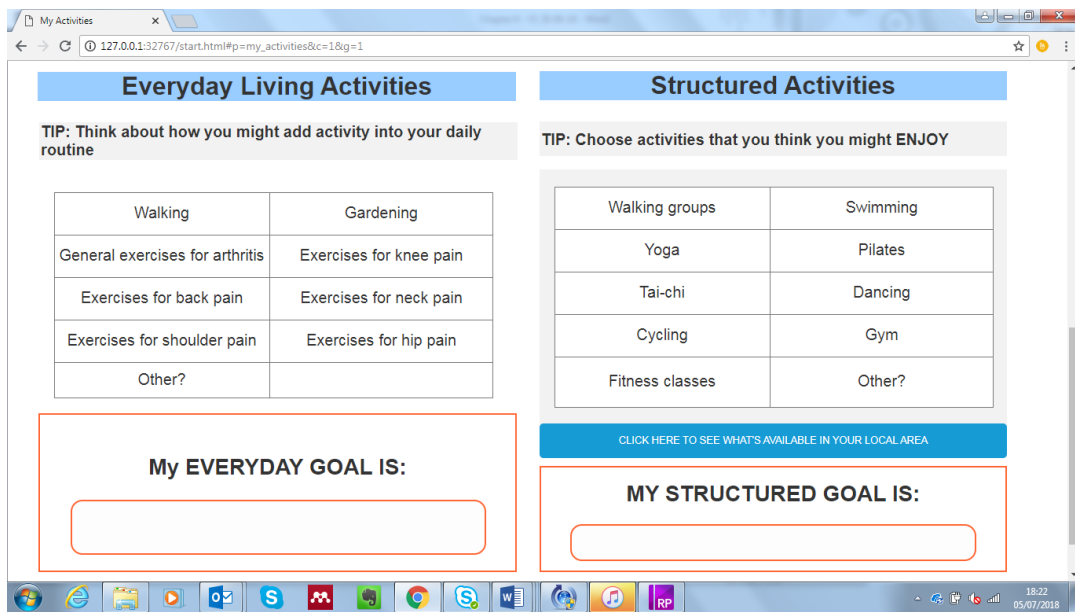 My Activities
127.0.0.1:32767/start.html#p=my_activities&c=1&g=1
Everyday Living Activities
TIP: Think about how you might add activity into your daily
routine
Walking Gardening
General exercises for arthritis Exercises for knee pain
Exercises for back pain Exercises for neck pain
Exercises for shoulder pain Exercises for hip pain
Other?
My EVERYDAY GOAL IS:
Structured Activities
TIP: Choose activities that you think you might ENJOY
Walking groups Swimming
Yoga Pilates
Tai-chi Dancing
Cycling Gym
Fitness classes Other?
CLICK HERE TO SEE WHAT'S AVAILABLE IN YOUR LOCAL AREA
MY STRUCTURED GOAL IS:
RP
18:22
05/07/2018